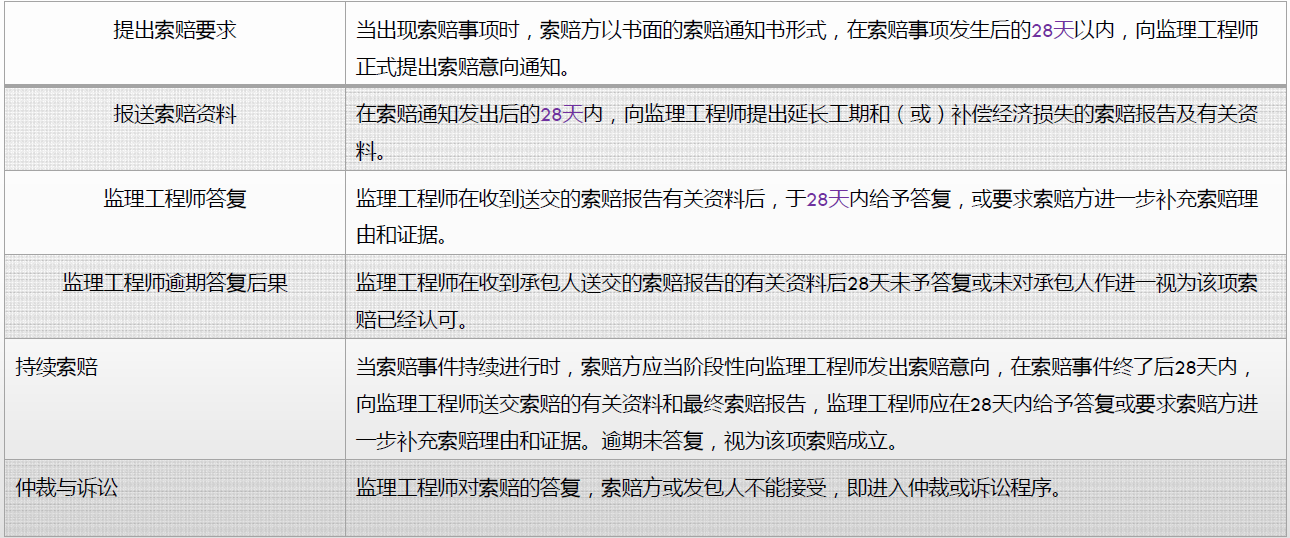 提出索赔要求
当出现索赔事项时，索赔方以书面的索赔通知书形式，在索赔事项发生后的28天以内，向监理工程师
正式提出索赔意向通知。
报送索赔资料
在索赔通知发出后的28天内，向监理工程师提出延长工期和（或）补偿经济损失的索赔报告及有关资
料。
监理工程师答复
监理工程师在收到送交的索赔报告有关资料后，于28天内给予答复，或要求索赔方进一步补充索赔理
由和证据。
监理工程师逾期答复后果
监理工程师在收到承包人送交的索赔报告的有关资料后28天未予答复或未对承包人作进一视为该项索
赔已经认可。
持续索赔
当索赔事件持续进行时，索赔方应当阶段性向监理工程师发出索赔意向，在索赔事件终了后28天内，
向监理工程师送交索赔的有关资料和最终索赔报告，监理工程师应在28天内给予答复或要求索赔方进
一步补充索赔理由和证据。逾期未答复，视为该项索赔成立。
仲裁与诉讼
监理工程师对索赔的答复，索赔方或发包人不能接受，即进入仲裁或诉讼程序。